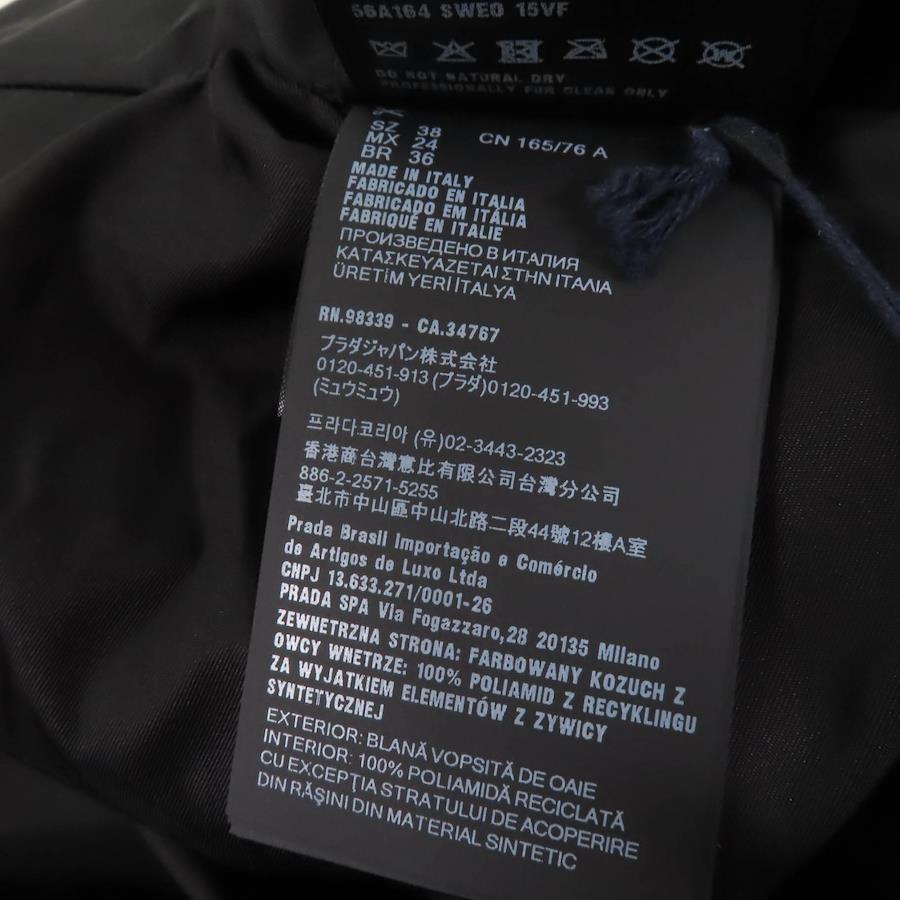 56A164 SWE0 15VF
DO NOT NATURAL DRY
PROFESSIONALLY FUR CLEAN ONLY
SZ 38
MX 24 CN 165/76 A
BR 36
MADE IN ITALY
FABRICADO EN ITALIA
FABRICADO EM ITÁLIA
FABRIQUÉ EN ITALIE
ПРОИЗВЕДЕНО В ИТАЛИЯ
ΚΑΤΑΣΚΕΥΑΖΕΤΑΙ ΣΤΗΝ ΙΤΑΛΙΑ
ÜRETİM YERİ İTALYA
RN.98339 - CA.34767
プラダジャパン株式会社
0120-451-913 (プラダ)0120-451-993
(ミュウミュウ)
프라다코리아 (유)02-3443-2323
香港商台灣意比有限公司台灣分公司
886-2-2571-5255
臺北市中山區中山北路二段44號12樓A室
Prada Brasil Importação e Comércio
de Artigos de Luxo Ltda
CNPJ 13.633.271/0001-26
PRADA SPA Via Fogazzaro,28 20135 Milano
ZEWNETRZNA STRONA: FARBOWANY KOZUCH Z
OWCY WNETRZE: 100% POLIAMID Z RECYKLINGU
ZA WYJATKIEM ELEMENTÓW Z ZYWICY
SYNTETYCZNEJ
EXTERIOR: BLANĂ VOPSITĂ DE OAIE
INTERIOR: 100% POLIAMIDĂ RECICLATĂ
CU EXCEPŢIA STRATULUI DE ACOPERIRE
DIN RĂŞINI DIN MATERIAL SINTETIC